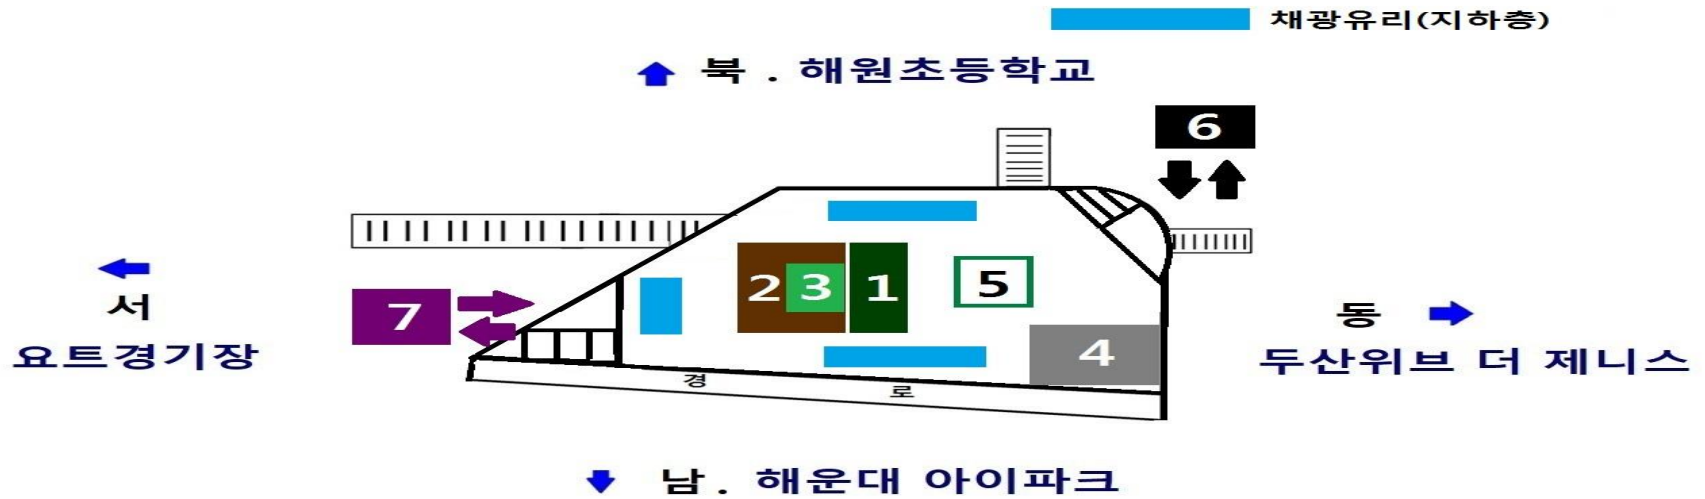 채광유리(지하층)
북 . 해원초등학교
6
2 3 1 5
7
서
요트경기장
동
두산위브 더 제니스
4
경 로
남 . 해운대 아이파크